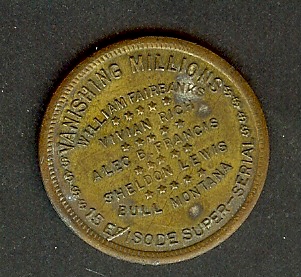 VANISHING MILLIONS
WILLIAM FAIRBANKS
VIVIAN RICH
ALEC B. FRANCIS
SHELDON LEWIS
BULL MONTANA
15 EPISODE SUPER-SERIAL